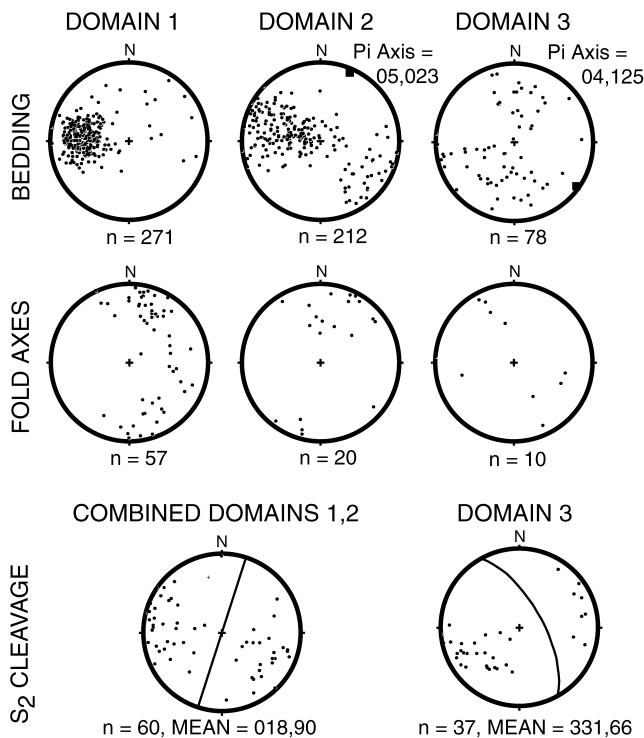 DOMAIN 1 DOMAIN 2 DOMAIN 3
N N Pi Axis = N Pi Axis =
05,023 04,125
BEDDING
n = 271 n = 212 n = 78
N N N
FOLD AXES
n = 57 n = 20 n = 10
COMBINED DOMAINS 1,2 DOMAIN 3
N N
S2 CLEAVAGE
n = 60, MEAN = 018,90 n = 37, MEAN = 331,66